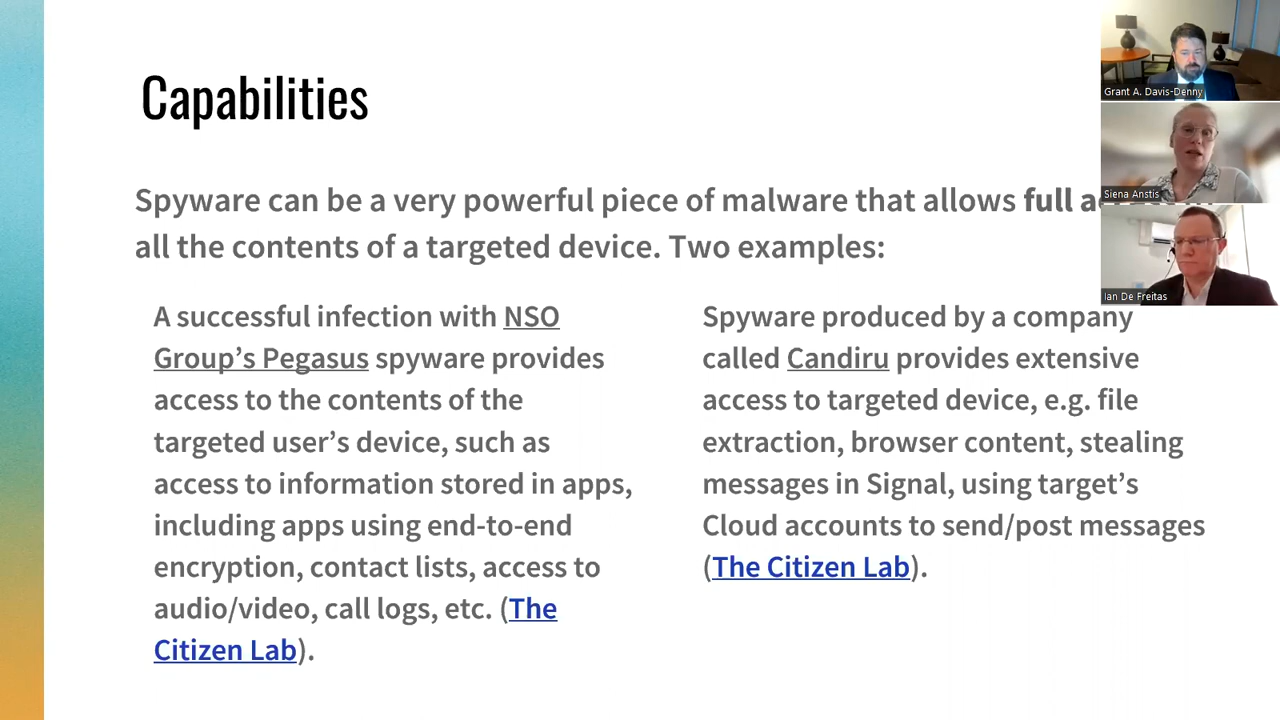 Capabilities
Spyware can be a very powerful piece of malware that allows full
all the contents of a targeted device. Two examples:
A successful infection with NSO
Group's Pegasus spyware provides
access to the contents of the
targeted user's device, such as
access to information stored in apps,
including apps using end-to-end
encryption, contact lists, access to
audio/video, call logs, etc. (The
Citizen Lab).
Spyware produced by a company
called Candiru provides extensive
access to targeted device, e.g. file
extraction, browser content, stealing
messages in Signal, using target's
Cloud accounts to send/post messages
(The Citizen Lab).
Grant A. Davis-Denny
Siena Anstis
Ian De Freitas